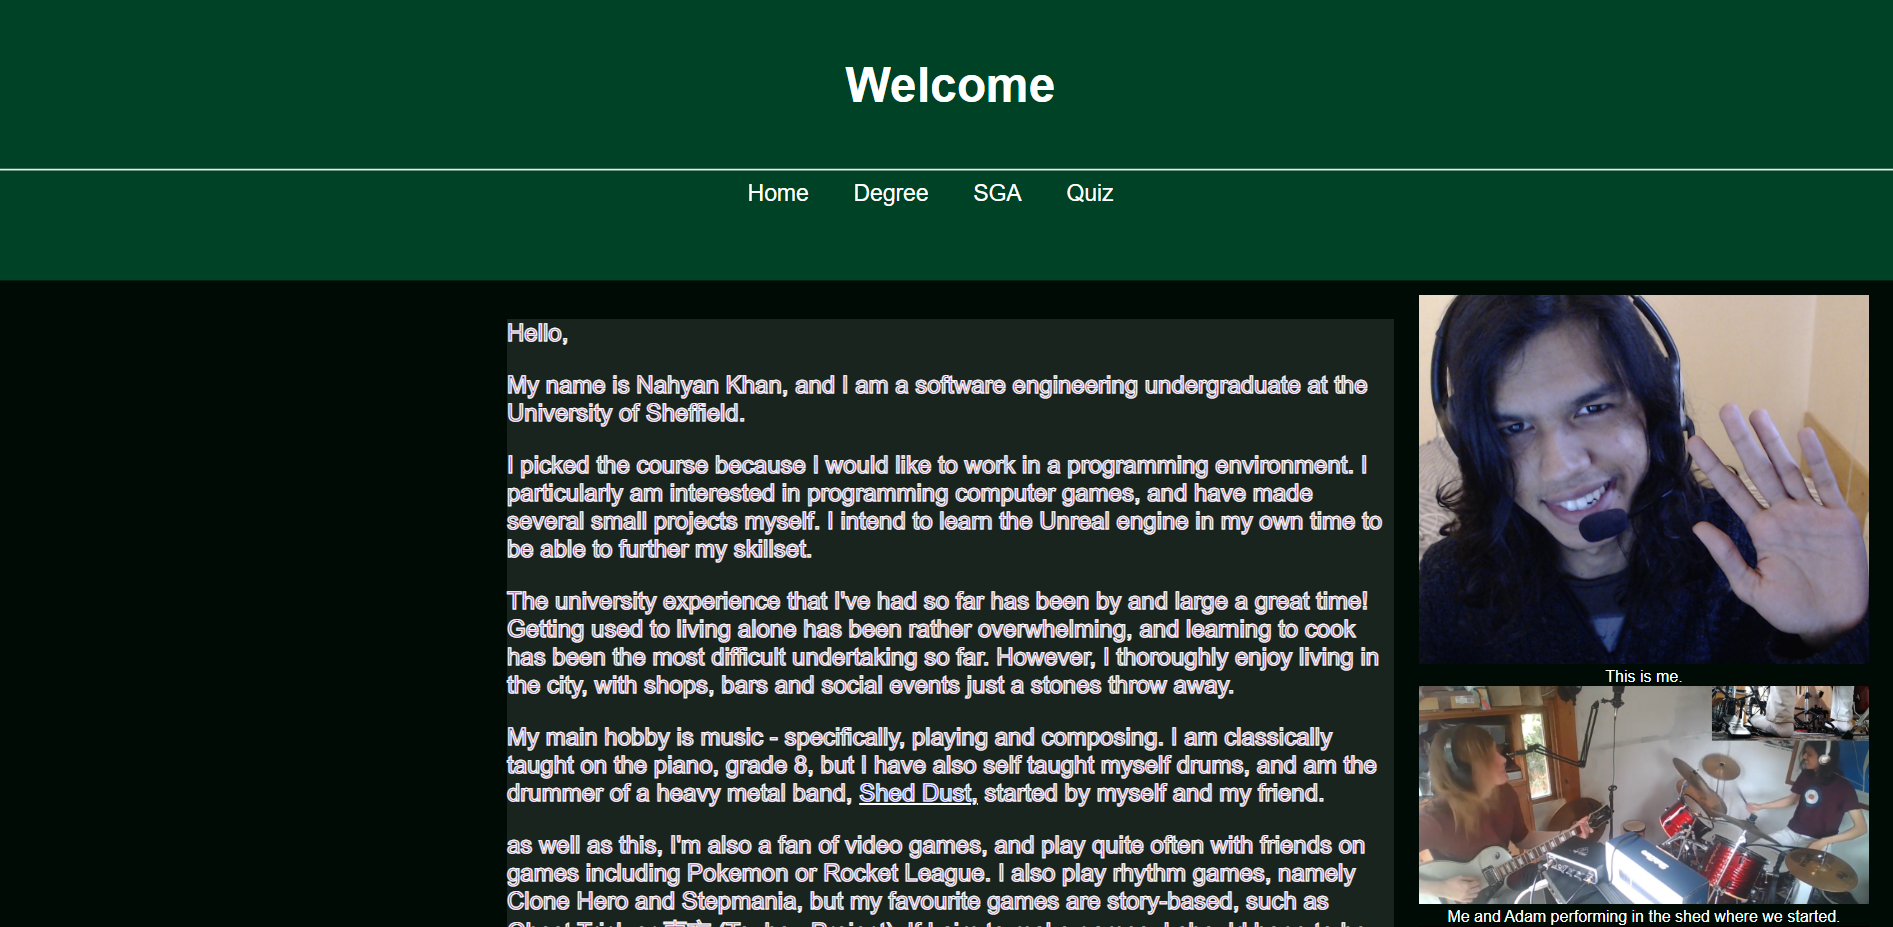 Welcome
Home Degree SGA Quiz
Hello,
My name is Nahyan Khan, and I am a software engineering undergraduate at the
University of Sheffield.
I picked the course because I would like to work in a programming environment. I
particularly am interested in programming computer games, and have made
several small projects myself. I intend to learn the Unreal engine in my own time to
be able to further my skillset.
The university experience that I've had so far has been by and large a great time!
Getting used to living alone has been rather overwhelming, and learning to cook
has been the most difficult undertaking so far. However, I thoroughly enjoy living in
the city, with shops, bars and social events just a stones throw away.
My main hobby is music - specifically, playing and composing. I am classically
taught on the piano, grade 8, but I have also self taught myself drums, and am the
drummer of a heavy metal band, Shed Dust, started by myself and my friend.
as well as this, I'm also a fan of video games, and play quite often with friends on
games including Pokemon or Rocket League. I also play rhythm games, namely
Clone Hero and Stepmania, but my favourite games are story-based, such as
This is me.
Me and Adam performing in the shed where we started.